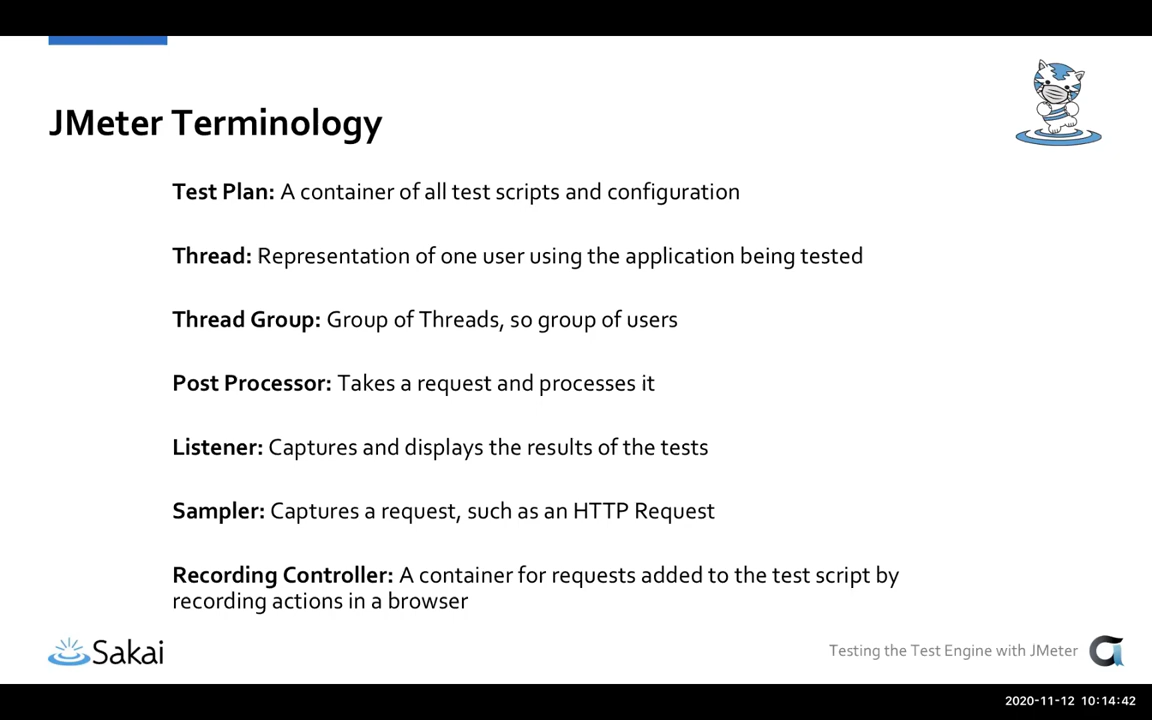 JMeter Terminology
Test Plan: A container of all test scripts and configuration
Thread: Representation of one user using the application being tested
Thread Group: Group of Threads, so group of users
Post Processor: Takes a request and processes it
Listener: Captures and displays the results of the tests
Sampler: Captures a request, such as an HTTP Request
Recording Controller: A container for requests added to the test script by
recording actions in a browser
Sakai
Testing the Test Engine with JMeter
2020-11-12 10:14:42